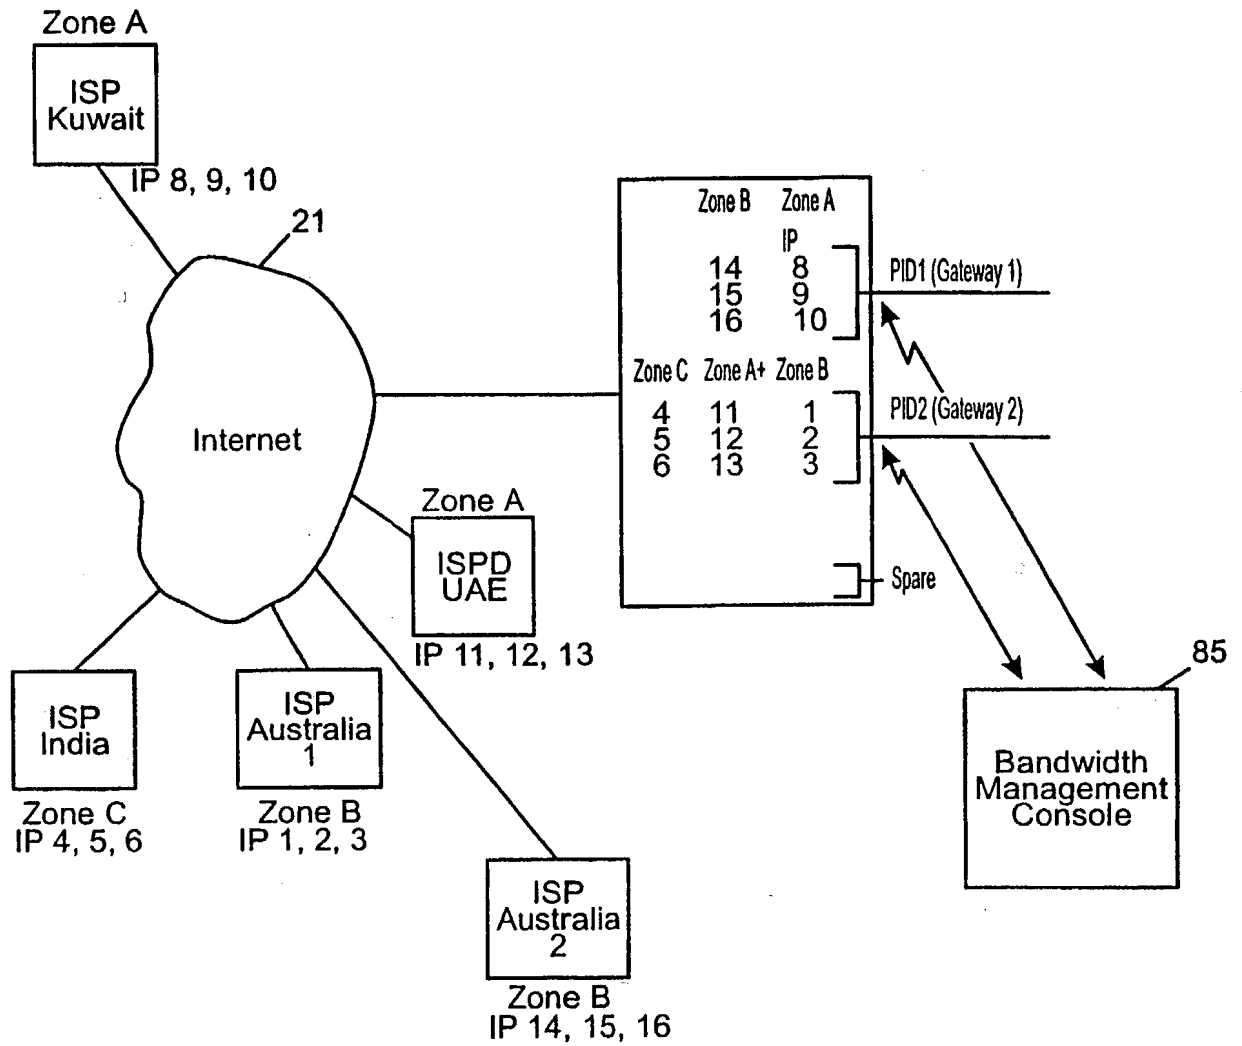 Zone A
ISP
Kuwait
IP 8, 9, 10
21
Internet
Zone B Zone A
IP
14 8
15 9
16 10
PID1 (Gateway 1)
Zone C Zone A+ Zone B
4 11 1
5 12 2
6 13 3
PID2 (Gateway 2)
Spare
Zone A
ISPD
UAE
IP 11, 12, 13
ISP
India
Zone C
IP 4, 5, 6
ISP
Australia
1
Zone B
IP 1, 2, 3
ISP
Australia
2
Zone B
IP 14, 15, 16
85
Bandwidth
Management
Console